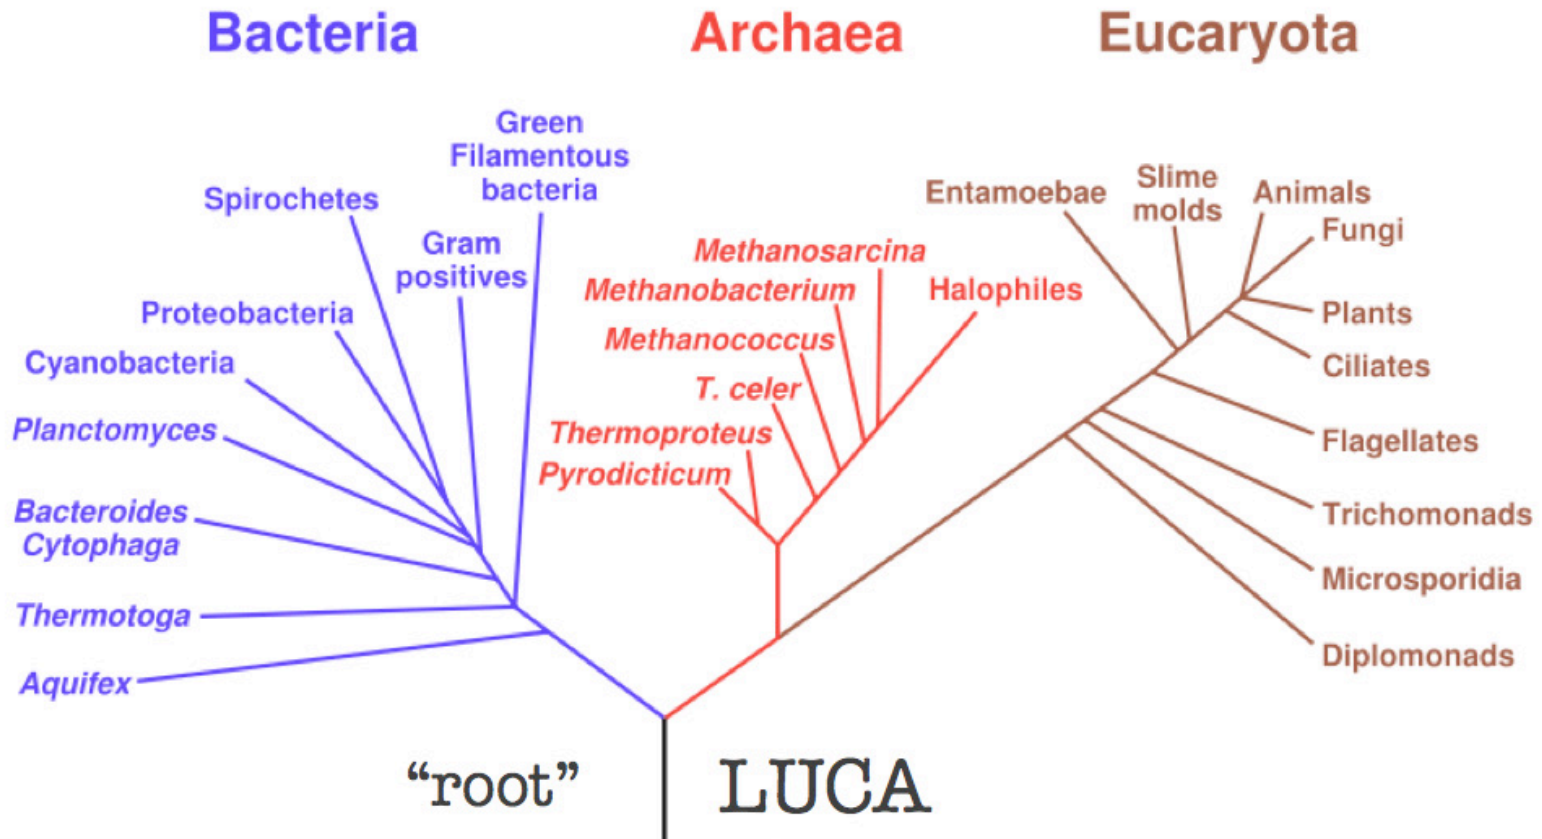 Bacteria
Archaea
Eucaryota
Green
Filamentous
bacteria
Spirochetes
Gram
positives
Proteobacteria
Cyanobacteria
Planctomyces
Bacteroides
Cytophaga
Thermotoga
Aquifex
Methanosarcina
Methanobacterium
Halophiles
Methanococcus
T. celer
Thermoproteus
Pyrodicticum
Entamoebae
Slime
molds
Animals
Fungi
Plants
Ciliates
Flagellates
Trichomonads
Microsporidia
Diplomonads
“root”
LUCA